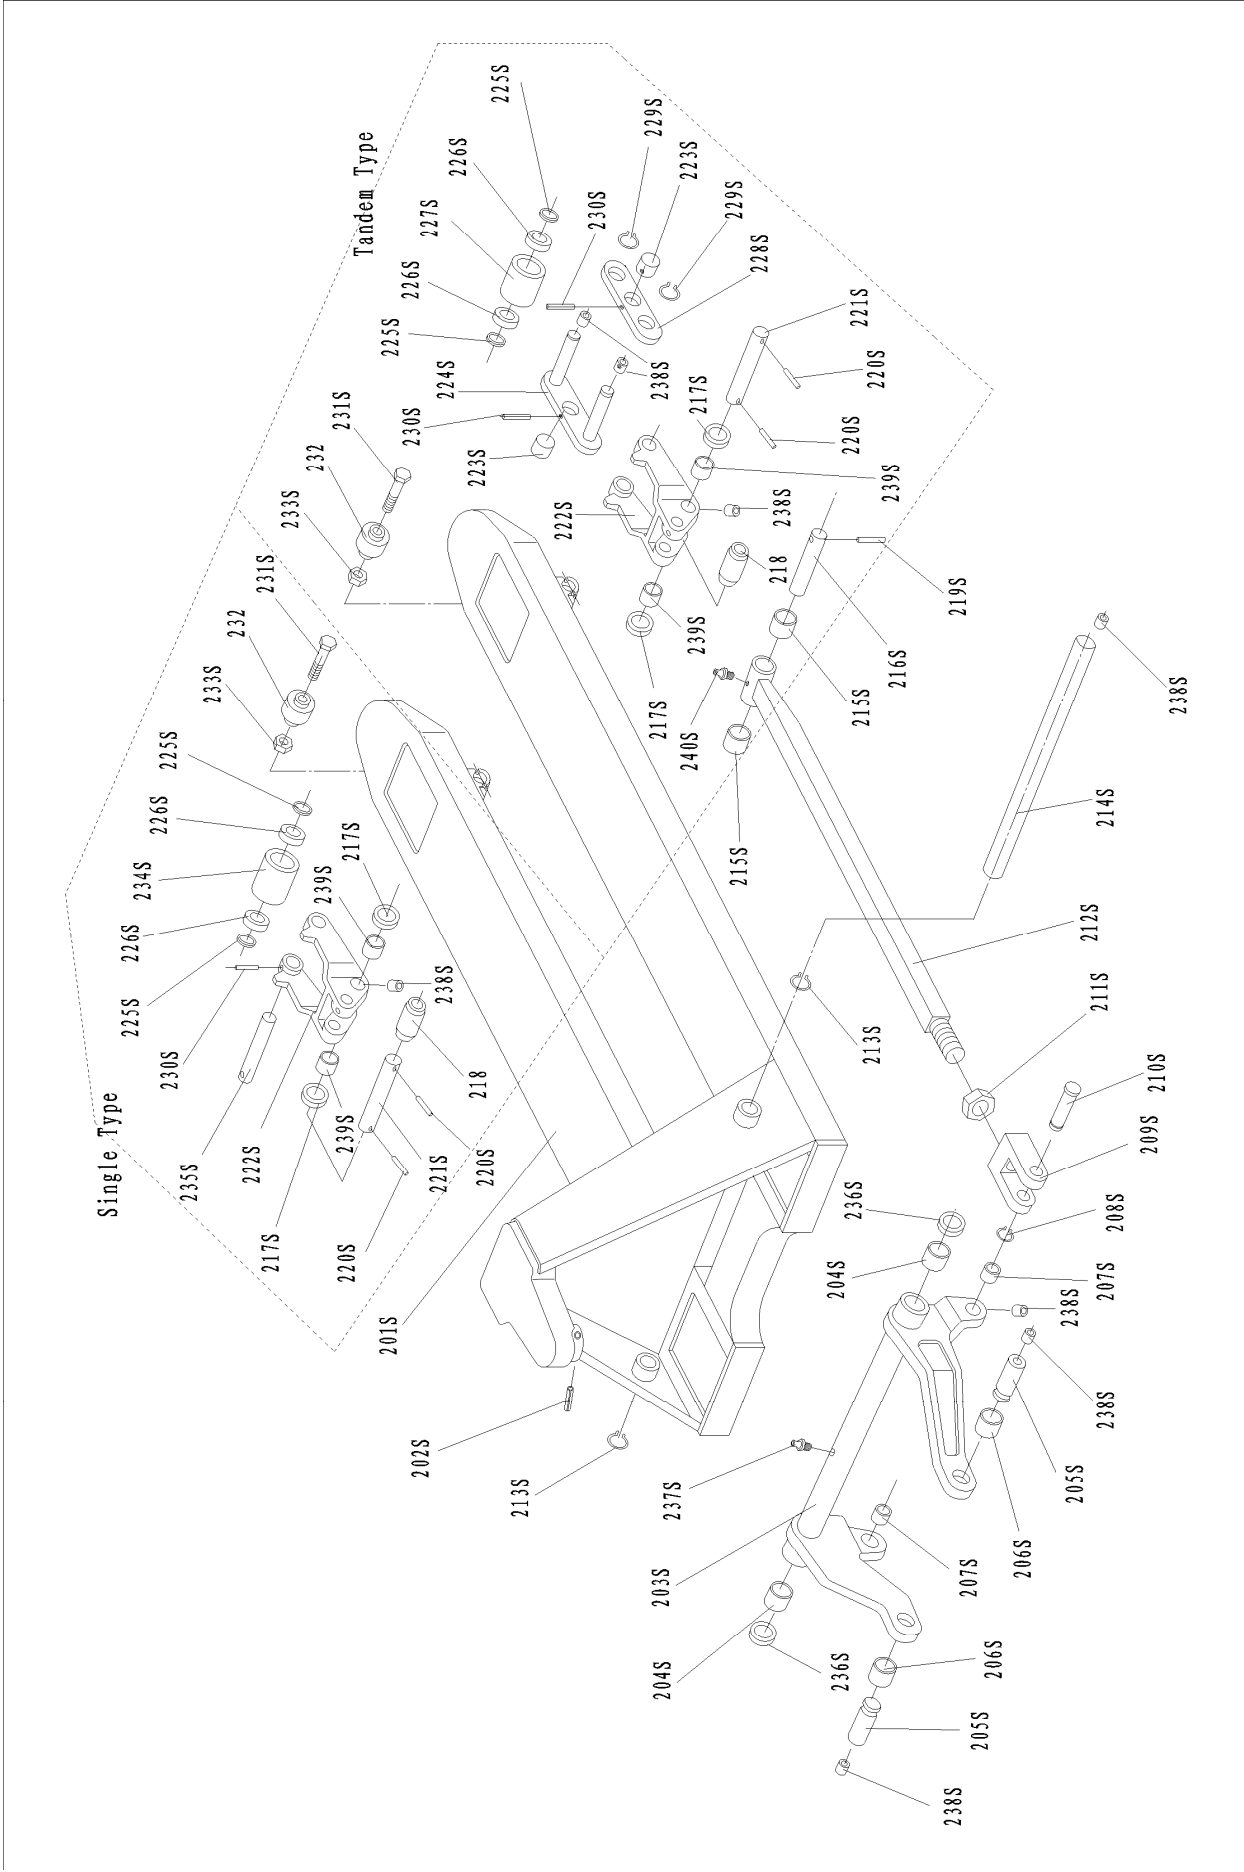 Single Type
235S
230S
225S
226S
234S
226S
225S
233S
232
231S
233S
232
231S
222S
217S
239S
217S
239S
220S
221S
220S
218
238S
201S
202S
213S
Tandem Type
225S
226S
227S
226S
225S
230S
224S
223S
222S
230S
229S
223S
229S
228S
238S
217S
217S
239S
240S
238S
218
221S
220S
220S
239S
215S
215S
216S
219S
237S
203S
204S
236S
204S
236S
213S
238S
205S
206S
207S
206S
205S
238S
238S
207S
208S
209S
210S
211S
212S
214S
238S